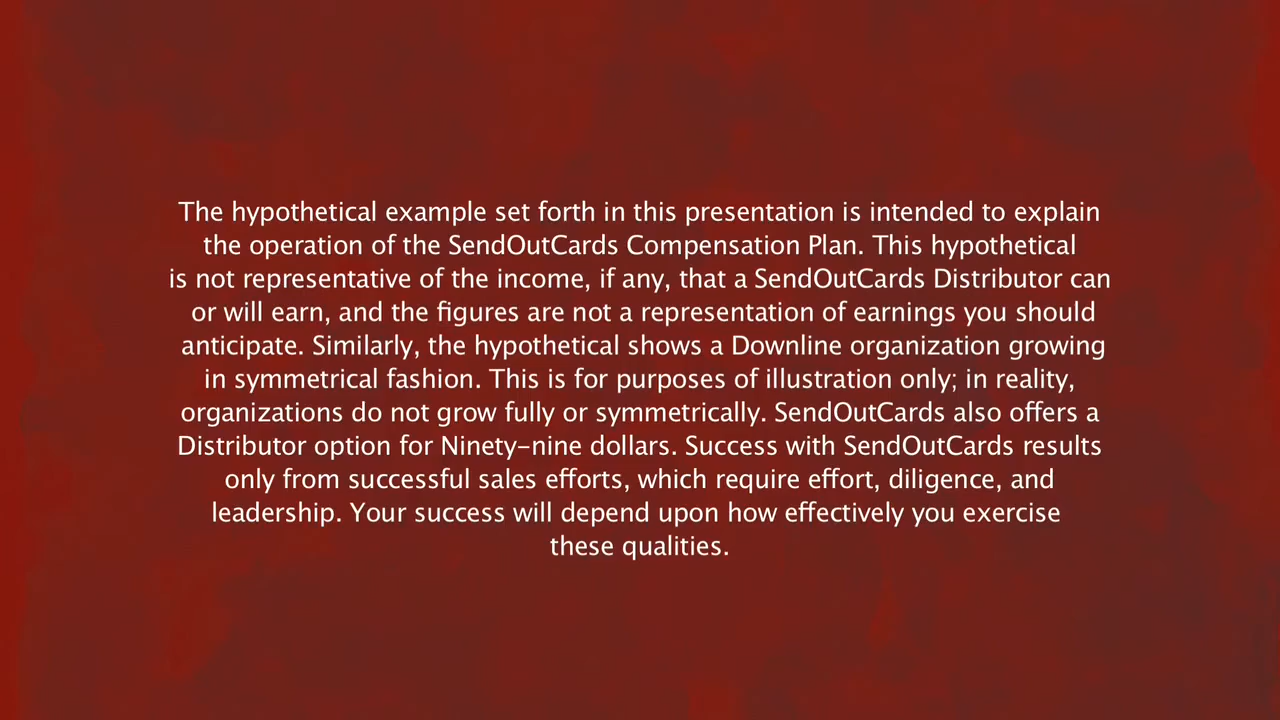 The hypothetical example set forth in this presentation is intended to explain
the operation of the SendOutCards Compensation Plan. This hypothetical
is not representative of the income, if any, that a SendOutCards Distributor can
or will earn, and the figures are not a representation of earnings you should
anticipate. Similarly, the hypothetical shows a Downline organization growing
in symmetrical fashion. This is for purposes of illustration only; in reality,
organizations do not grow fully or symmetrically. SendOutCards also offers a
Distributor option for Ninety-nine dollars. Success with SendOutCards results
only from successful sales efforts, which require effort, diligence, and
leadership. Your success will depend upon how effectively you exercise
these qualities.